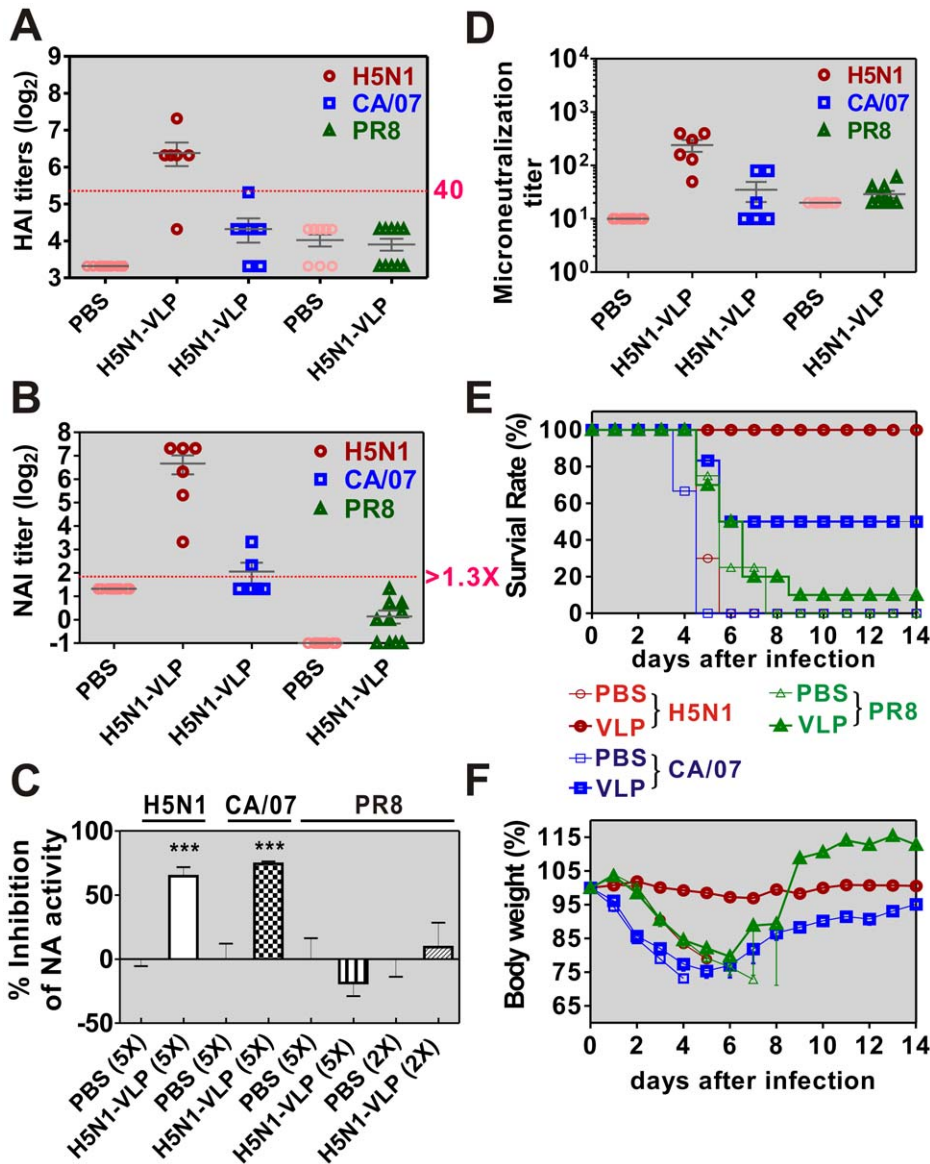 A
HAI titers (log2)
9
8
7
6
5
4
3
H5N1
CA/07
PR8
40
PBS
H5N1-VLP
H5N1-VLP
PBS
H5N1-VLP
B
NAI titer (log2)
8
7
6
5
4
3
2
1
-0
-1
H5N1
CA/07
PR8
>1.3X
PBS
H5N1-VLP
H5N1-VLP
PBS
H5N1-VLP
C
% Inhibition
of NA activity
100
50
0
-50
H5N1
CA/07
PR8
***
***
PBS (5X)
H5N1-VLP (5X)
PBS (5X)
H5N1-VLP (5X)
PBS (5X)
H5N1-VLP (5X)
PBS (2X)
H5N1-VLP (2X)
D
Microneutralization
titer
10^4
10^3
10^2
10^1
10^0
H5N1
CA/07
PR8
PBS
H5N1-VLP
H5N1-VLP
PBS
H5N1-VLP
E
Survial Rate (%)
100
80
60
40
20
0
0 2 4 6 8 10 12 14
days after infection
PBS
VLP
} H5N1
PBS
VLP
} PR8
PBS
VLP
} CA/07
F
Body weight (%)
115
105
95
85
75
65
0 2 4 6 8 10 12 14
days after infection